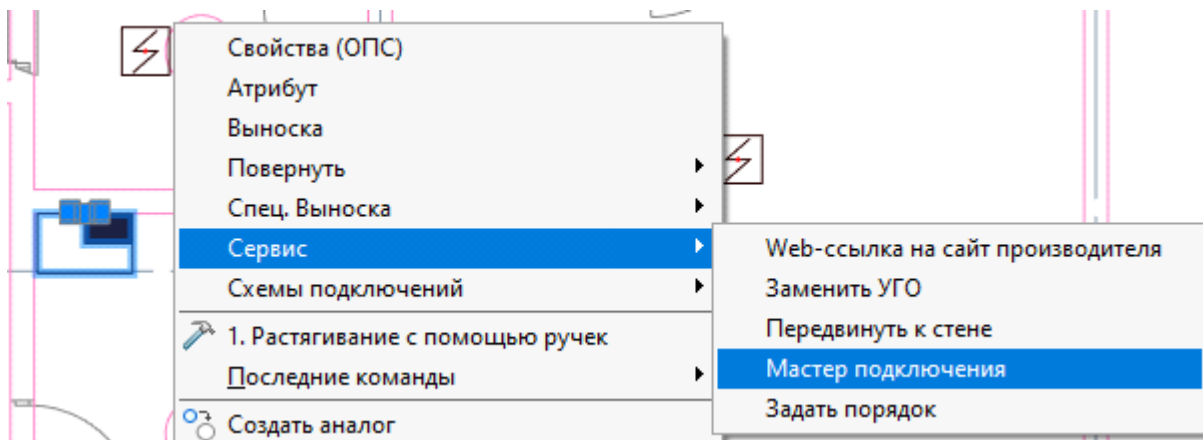 Свойства (ОПС)
Атрибут
Выноска
Повернуть
Спец. Выноска
Сервис
Схемы подключений
1. Растягивание с помощью ручек
Последние команды
Создать аналог
Web-ссылка на сайт производителя
Заменить УГО
Передвинуть к стене
Мастер подключения
Задать порядок